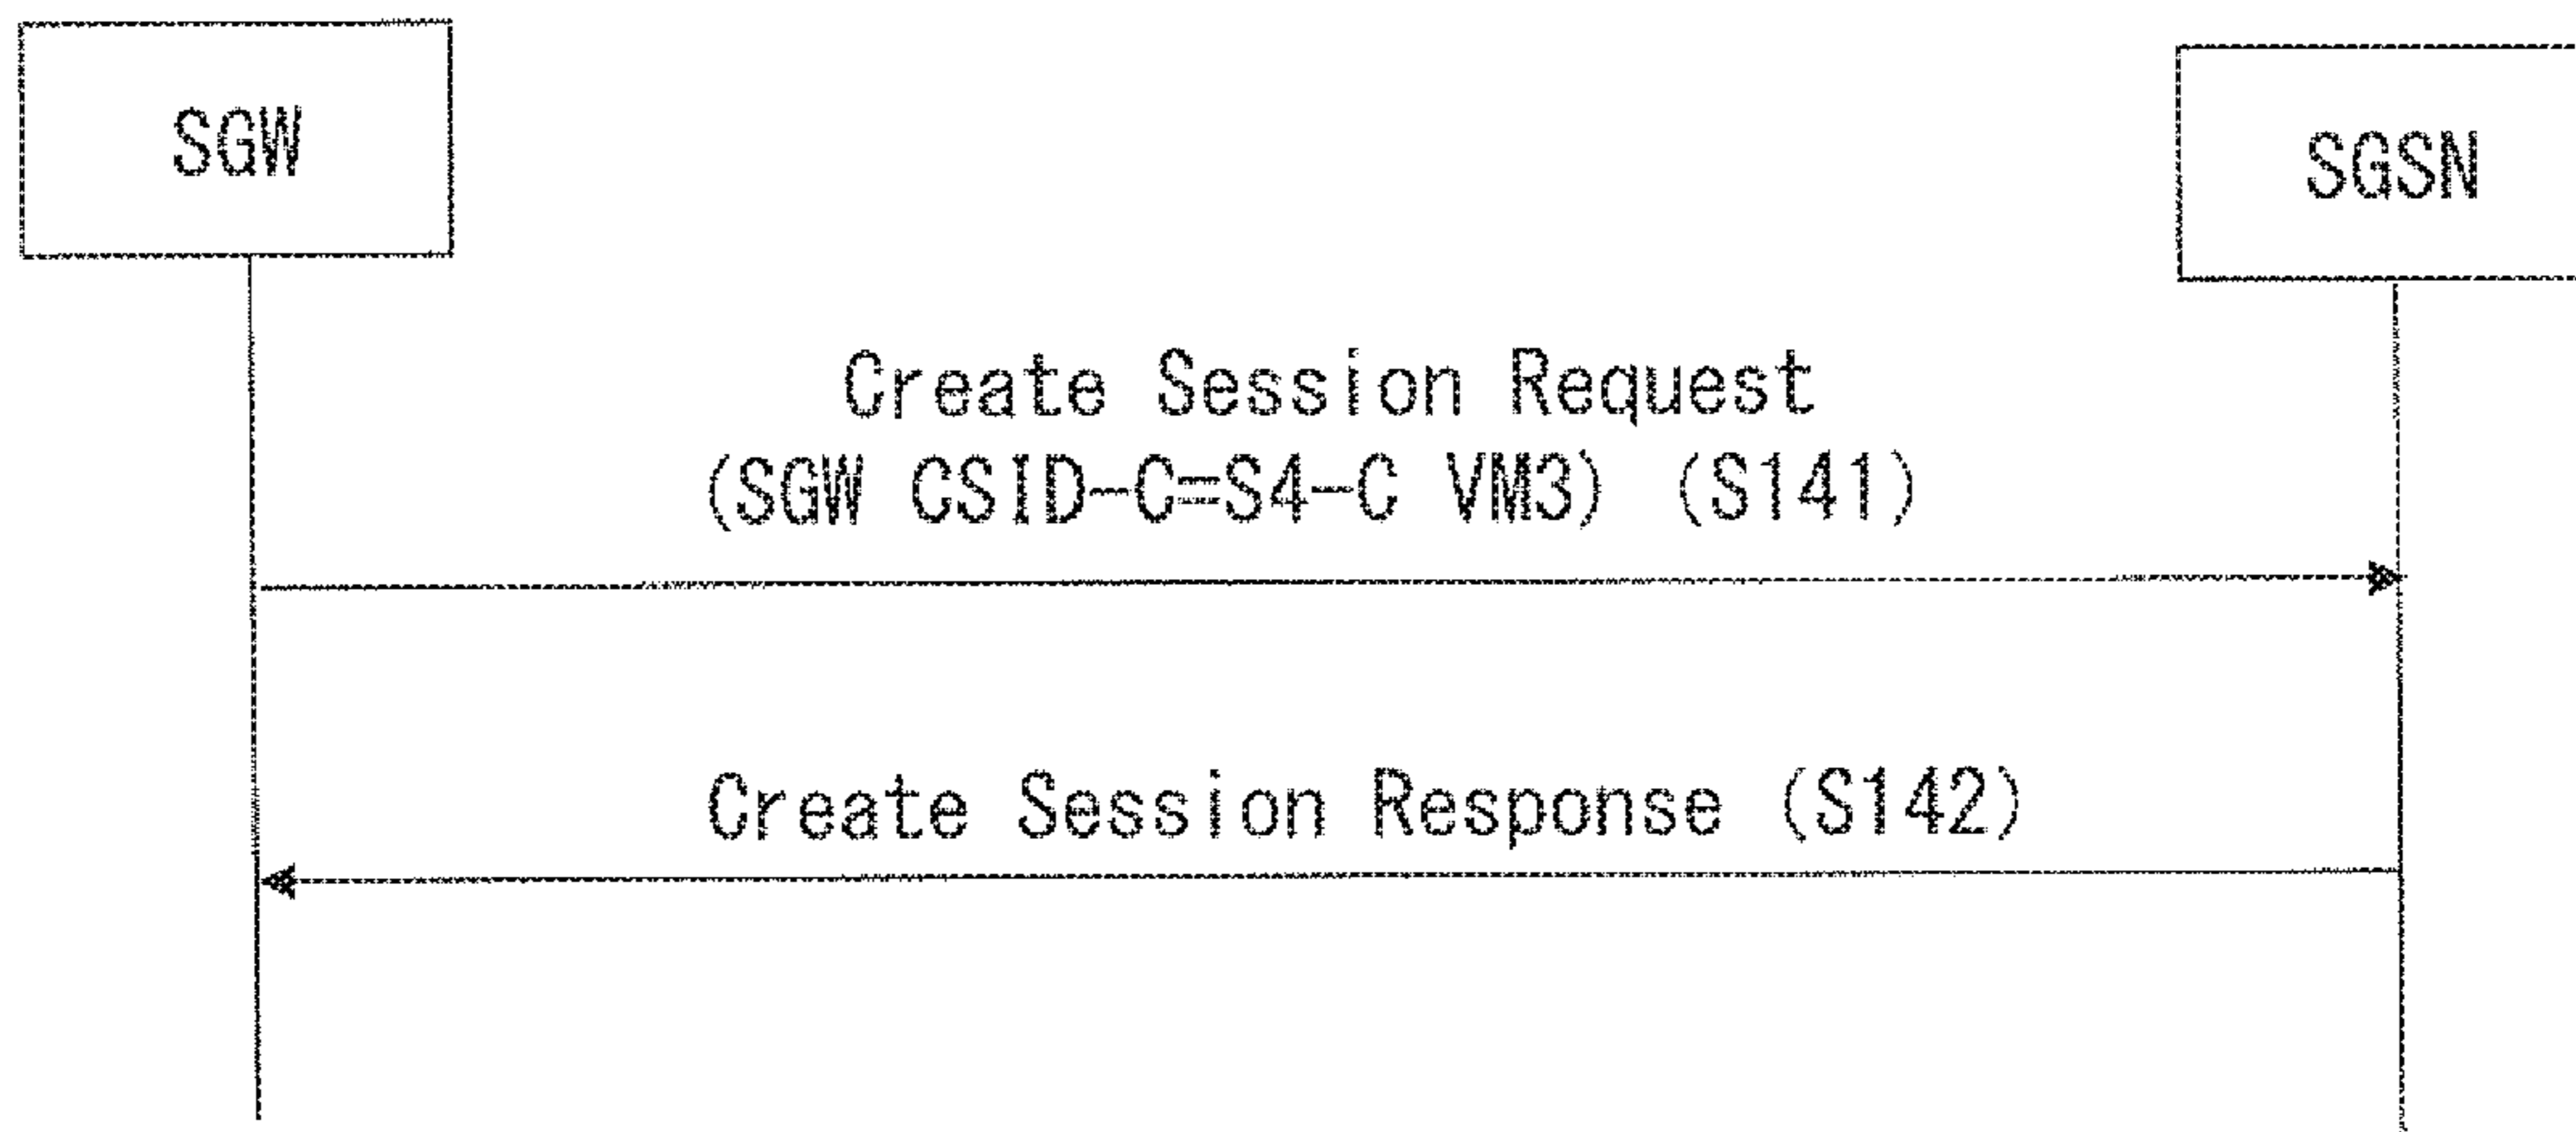 SGW
SGSN
Create Session Request
(SGW CSID-C=S4-C VM3) (S141)
Create Session Response (S142)